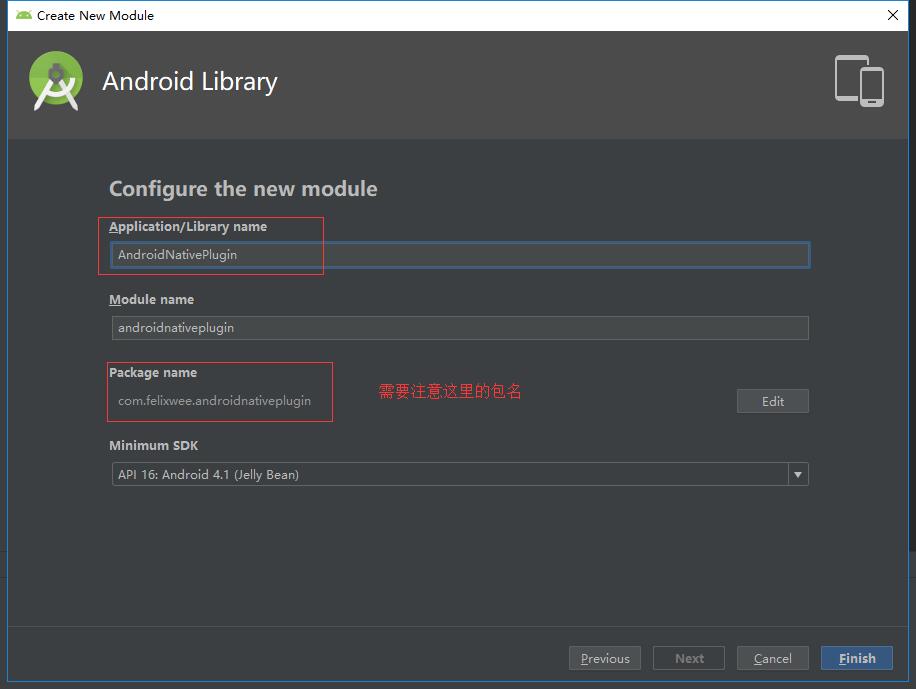 Create New Module
Android Library
Configure the new module
Application/Library name
AndroidNativePlugin
Module name
androidnativeplugin
Package name
com.felixwee.androidnativeplugin
需要注意这里的包名
Edit
Minimum SDK
API 16: Android 4.1 (Jelly Bean)
Previous
Next
Cancel
Finish